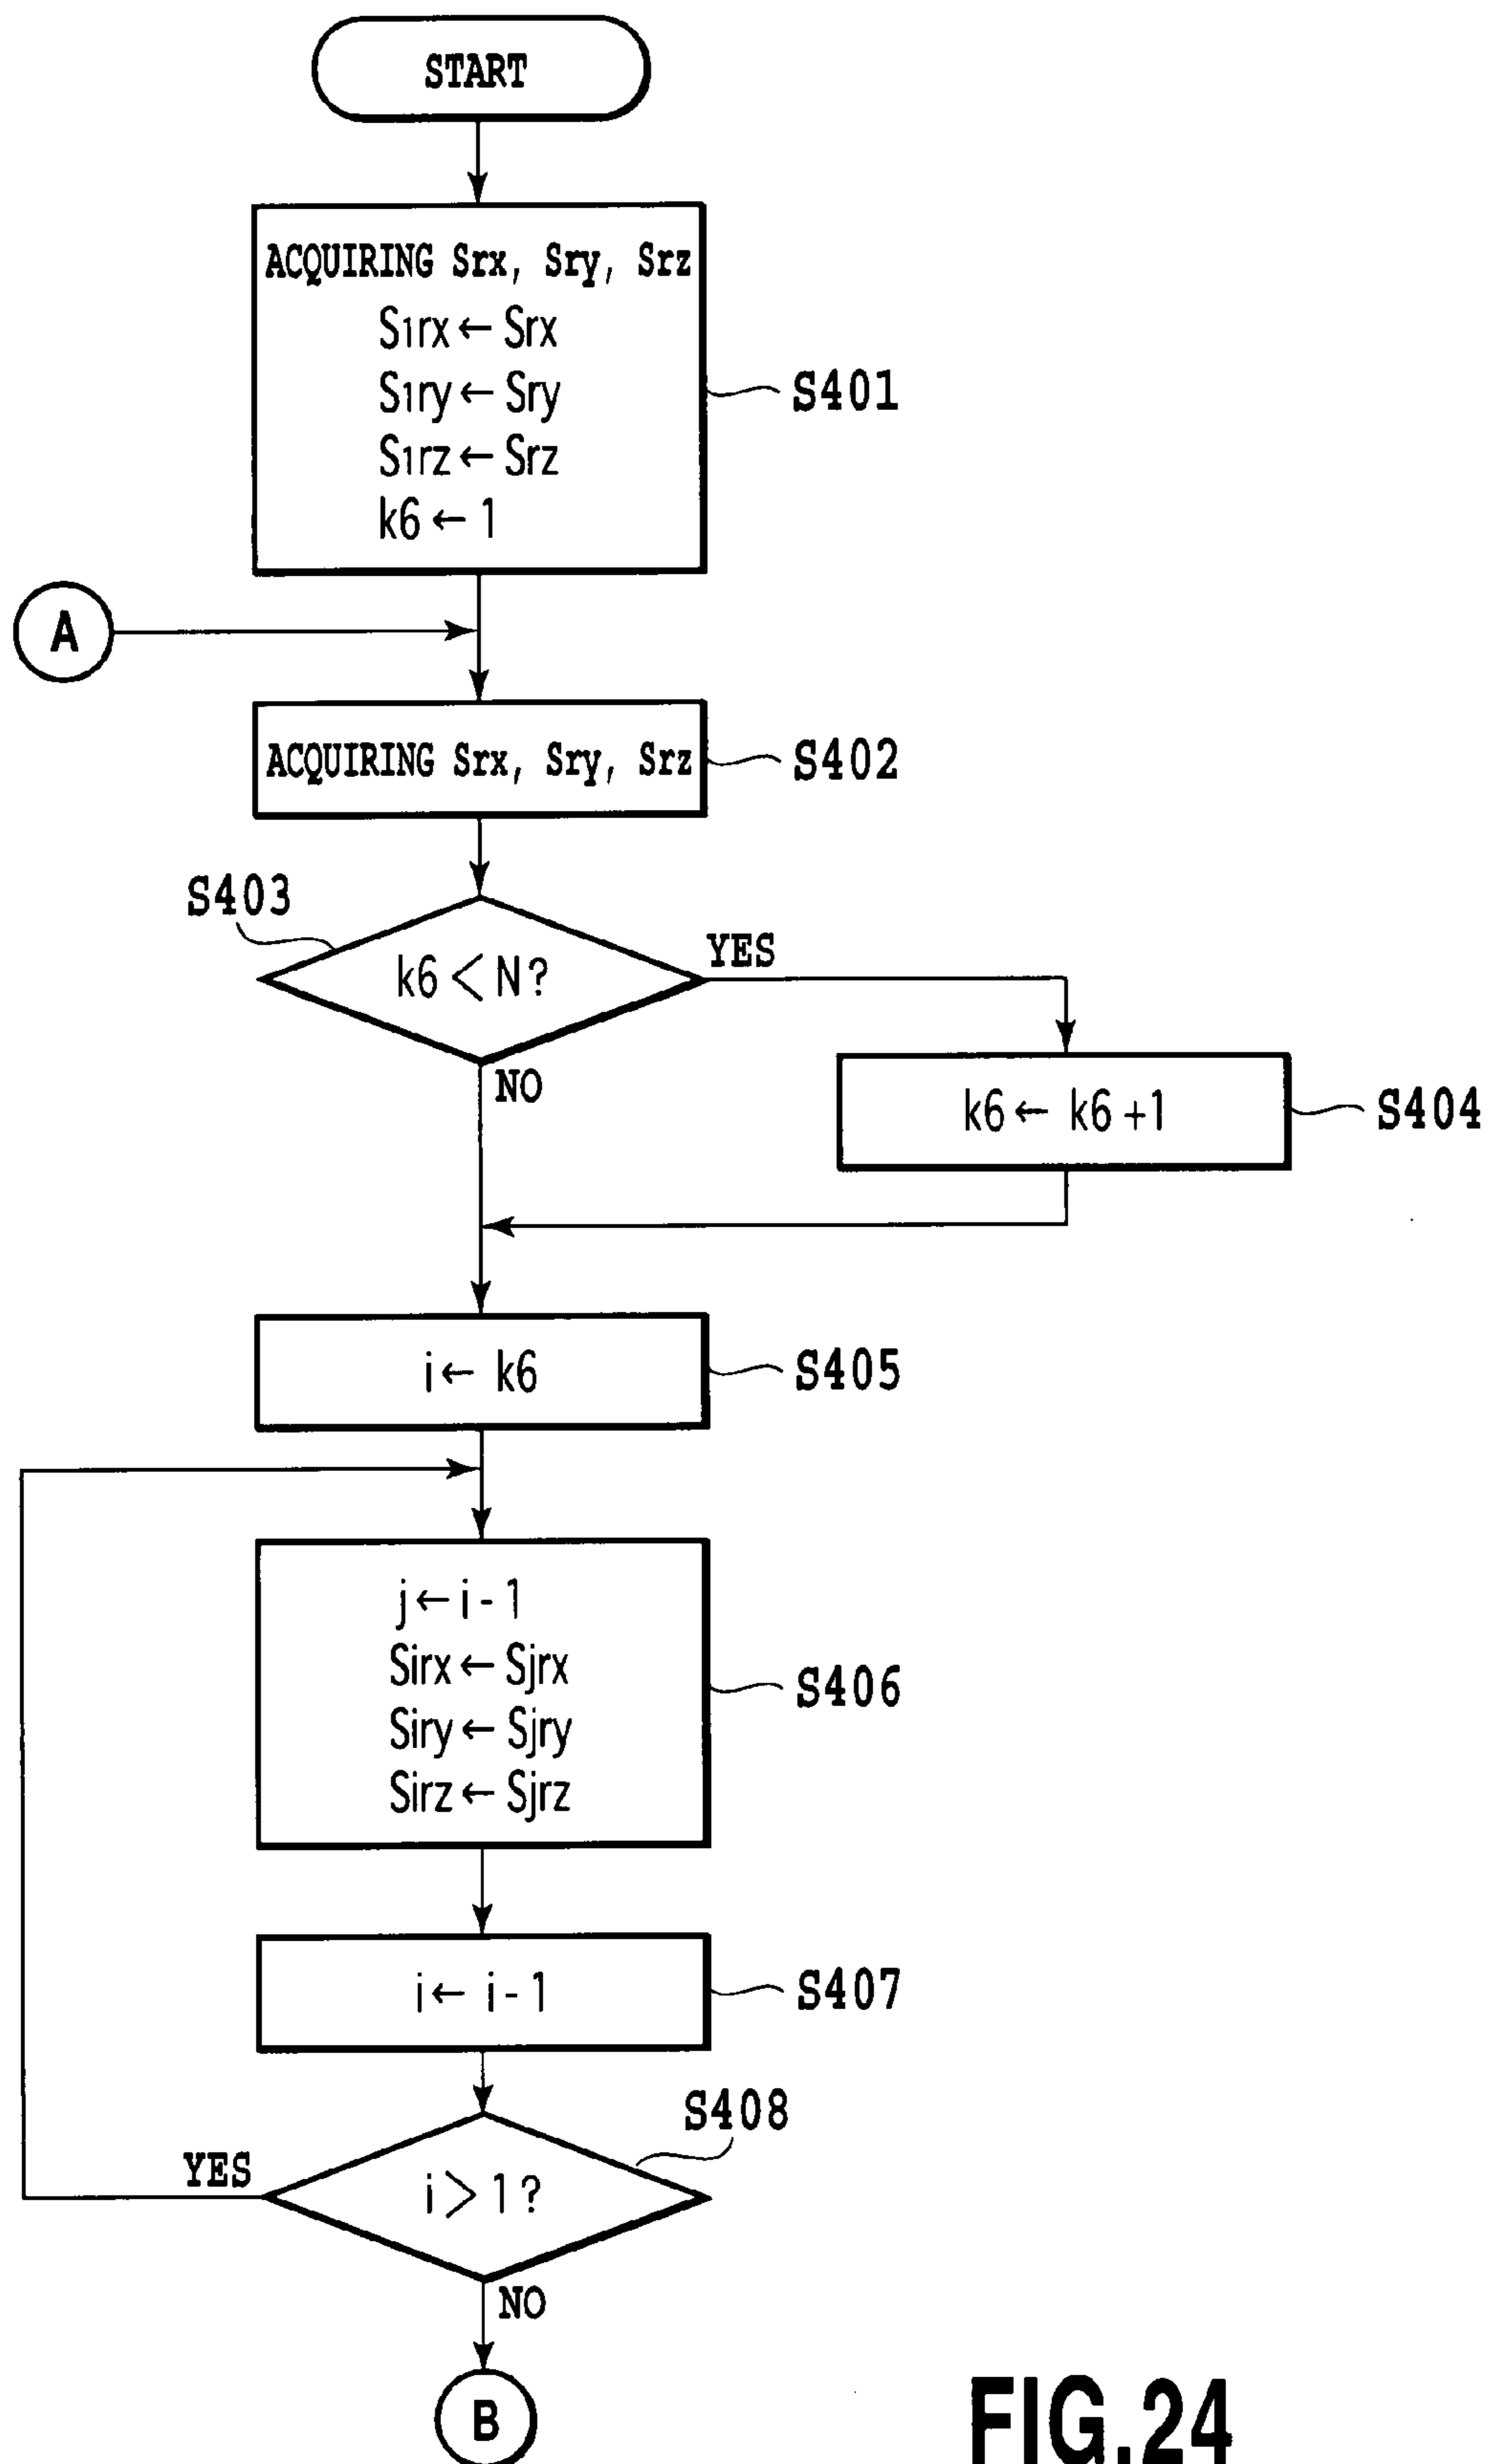 START
ACQUIRING Srx, Sry, Srz
S1rx ← Srx
S1ry ← Sry
S1rz ← Srz
k6 ← 1
S401
A
ACQUIRING Srx, Sry, Srz
S402
S403
k6 < N?
YES
NO
k6 ← k6 +1
S404
i ← k6
S405
j ← i - 1
Sirx ← Sjrx
Siry ← Sjry
Sirz ← Sjrz
S406
i ← i - 1
S407
S408
i > 1?
YES
NO
B
FIG.24